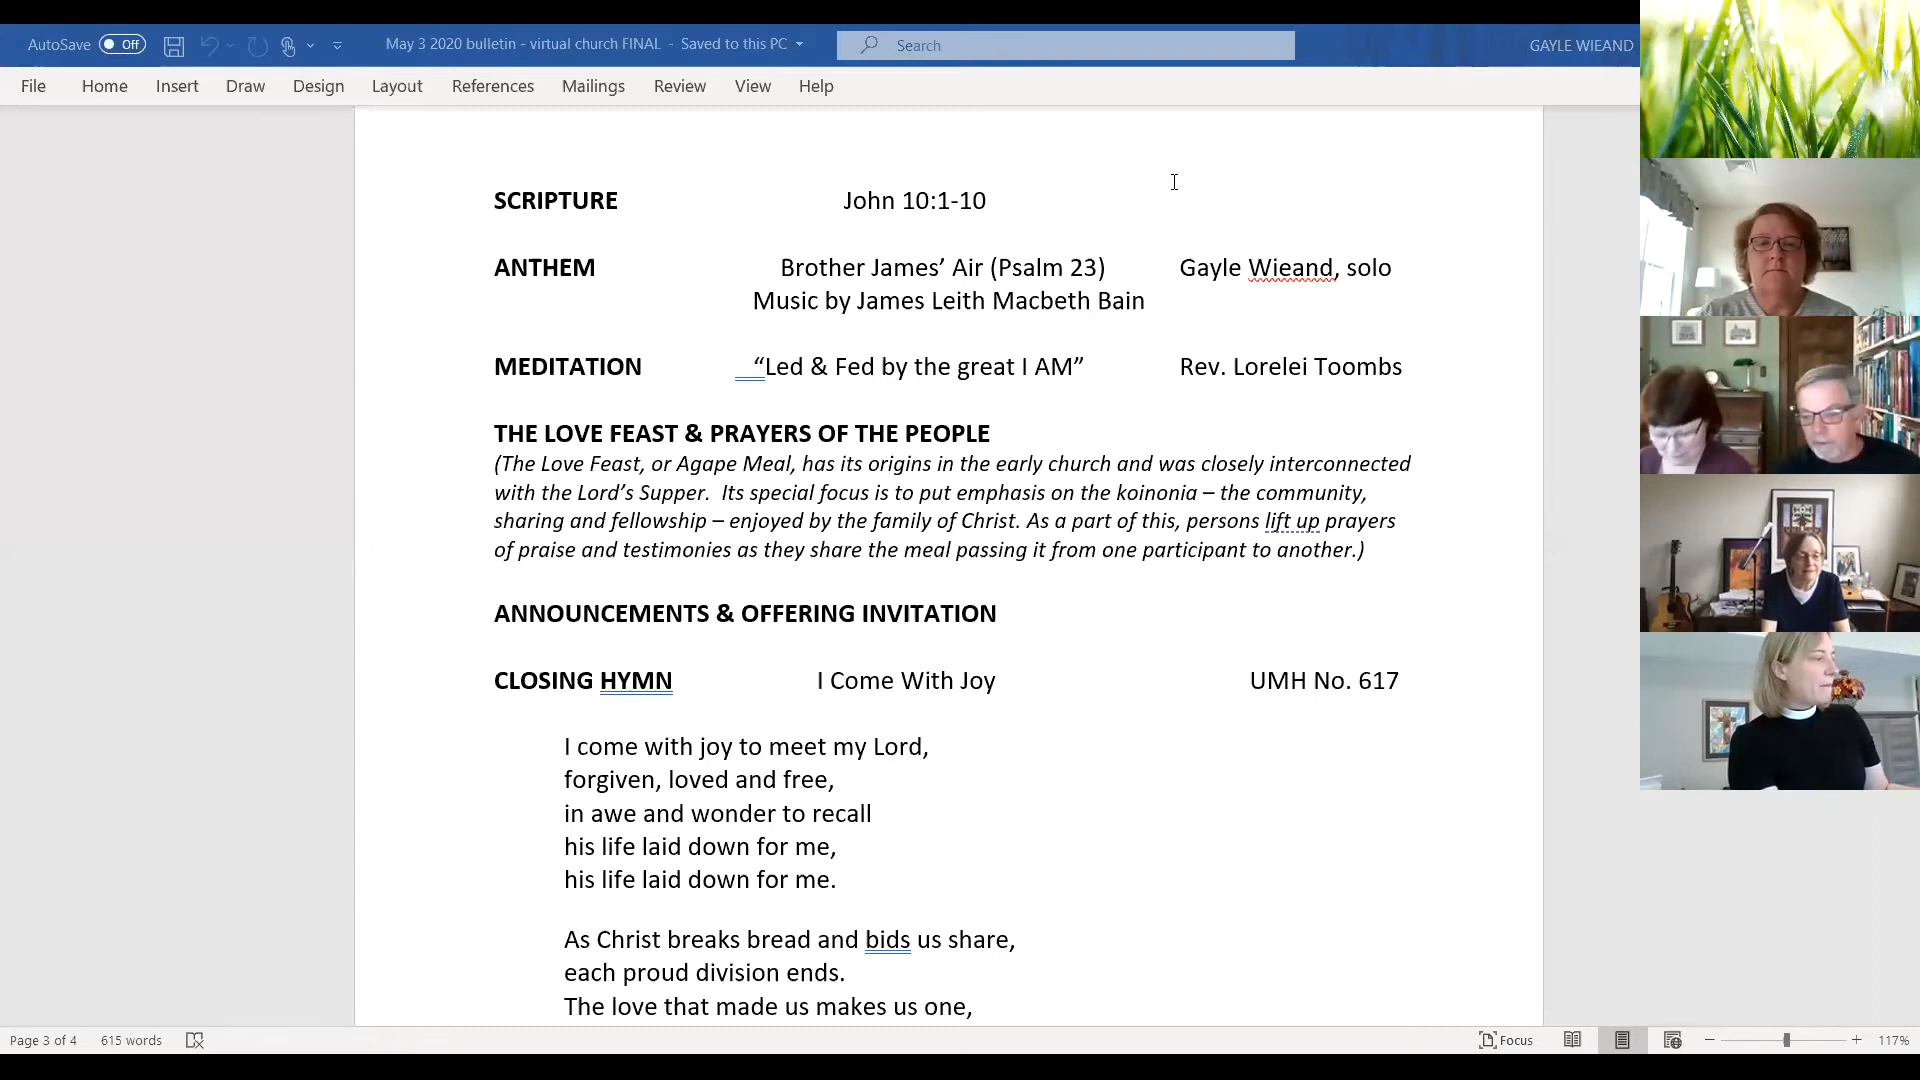 AutoSave Off May 3 2020 bulletin - virtual church FINAL - Saved to this PC Search GAYLE WIEAND
File Home Insert Draw Design Layout References Mailings Review View Help
SCRIPTURE John 10:1-10
ANTHEM Brother James’ Air (Psalm 23) Gayle Wieand, solo
Music by James Leith Macbeth Bain
MEDITATION “Led & Fed by the great I AM” Rev. Lorelei Toombs
THE LOVE FEAST & PRAYERS OF THE PEOPLE
(The Love Feast, or Agape Meal, has its origins in the early church and was closely interconnected
with the Lord’s Supper. Its special focus is to put emphasis on the koinonia – the community,
sharing and fellowship – enjoyed by the family of Christ. As a part of this, persons lift up prayers
of praise and testimonies as they share the meal passing it from one participant to another.)
ANNOUNCEMENTS & OFFERING INVITATION
CLOSING HYMN I Come With Joy UMH No. 617
I come with joy to meet my Lord,
forgiven, loved and free,
in awe and wonder to recall
his life laid down for me,
his life laid down for me.
As Christ breaks bread and bids us share,
each proud division ends.
The love that made us makes us one,
Page 3 of 4 615 words Focus 117%